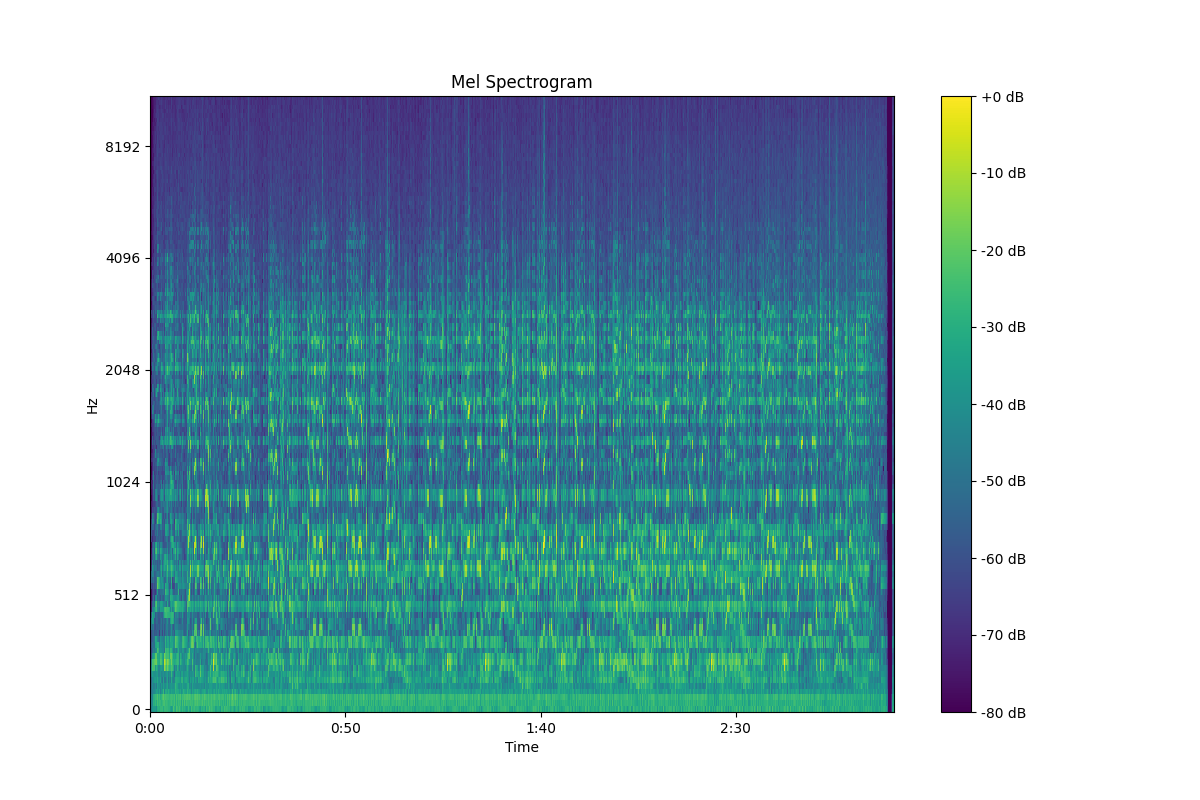 Mel Spectrogram
+0 dB
8192
-10 dB
-20 dB
4096
-30 dB
2048
Hz
-40 dB
1024
-50 dB
-60 dB
512
-70 dB
0
-80 dB
0:00
0:50
1:40
2:30
Time